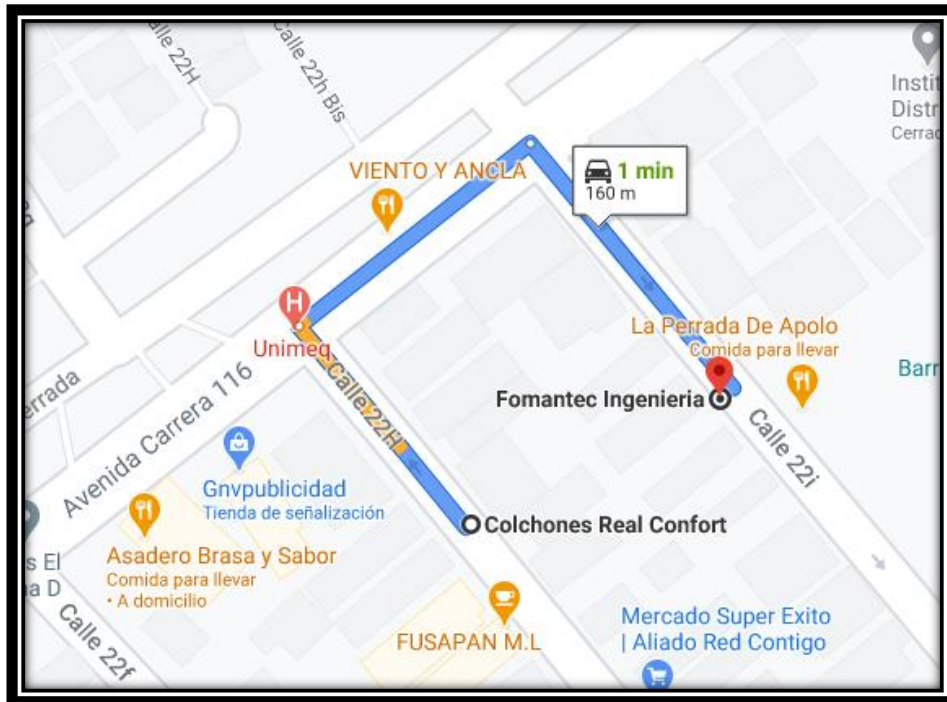 Calle 22H
Calle 22h Bis
Instit
Distr
Cerrad
VIENTO Y ANCLA
1 min
160 m
Unimeq
La Perrada De Apolo
Comida para llevar
Barr
errada
Calle 22H
Fomantec Ingenieria
Avenida Carrera 116
Calle 22i
Gnvpublicidad
Tienda de señalización
Colchones Real Confort
Asadero Brasa y Sabor
Comida para llevar
• A domicilio
s El
a D
Calle 22f
FUSAPAN M.L
Mercado Super Exito
| Aliado Red Contigo